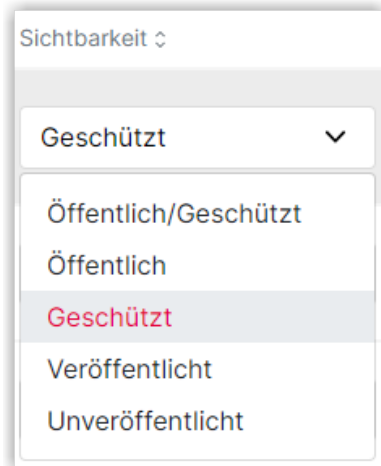 Sichtbarkeit
Geschützt
Öffentlich/Geschützt
Öffentlich
Geschützt
Veröffentlicht
Unveröffentlicht